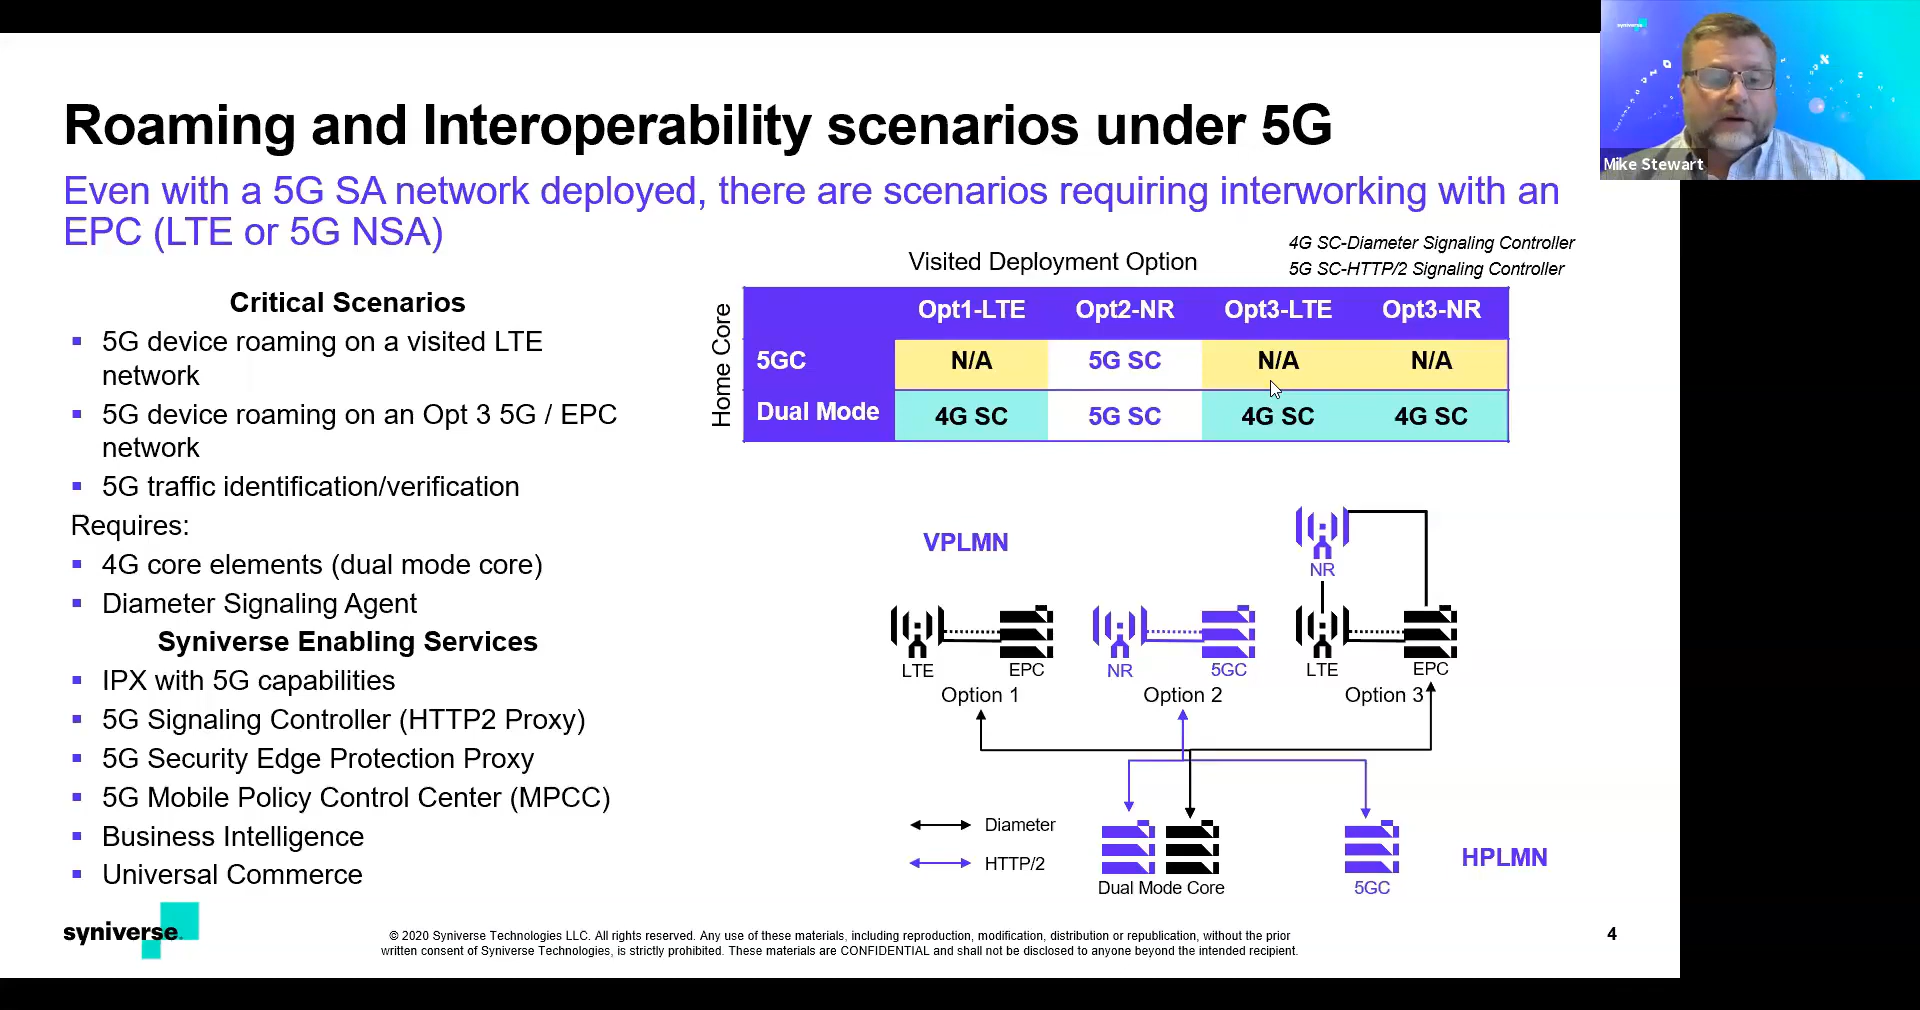 Roaming and Interoperability scenarios under 5G
Even with a 5G SA network deployed, there are scenarios requiring interworking with an
EPC (LTE or 5G NSA)
Critical Scenarios
▪ 5G device roaming on a visited LTE
network
▪ 5G device roaming on an Opt 3 5G / EPC
network
▪ 5G traffic identification/verification
Requires:
▪ 4G core elements (dual mode core)
▪ Diameter Signaling Agent
Syniverse Enabling Services
▪ IPX with 5G capabilities
▪ 5G Signaling Controller (HTTP2 Proxy)
▪ 5G Security Edge Protection Proxy
▪ 5G Mobile Policy Control Center (MPCC)
▪ Business Intelligence
▪ Universal Commerce
4G SC-Diameter Signaling Controller
5G SC-HTTP/2 Signaling Controller
Visited Deployment Option
Home Core
Opt1-LTE Opt2-NR Opt3-LTE Opt3-NR
5GC N/A 5G SC N/A N/A
Dual Mode 4G SC 5G SC 4G SC 4G SC
VPLMN
NR
LTE EPC NR 5GC LTE EPC
Option 1 Option 2 Option 3
Diameter
HTTP/2
Dual Mode Core
5GC
HPLMN
syniverse.
© 2020 Syniverse Technologies LLC. All rights reserved. Any use of these materials, including reproduction, modification, distribution or republication, without the prior
written consent of Syniverse Technologies, is strictly prohibited. These materials are CONFIDENTIAL and shall not be disclosed to anyone beyond the intended recipient.
4
syniverse
Mike Stewart